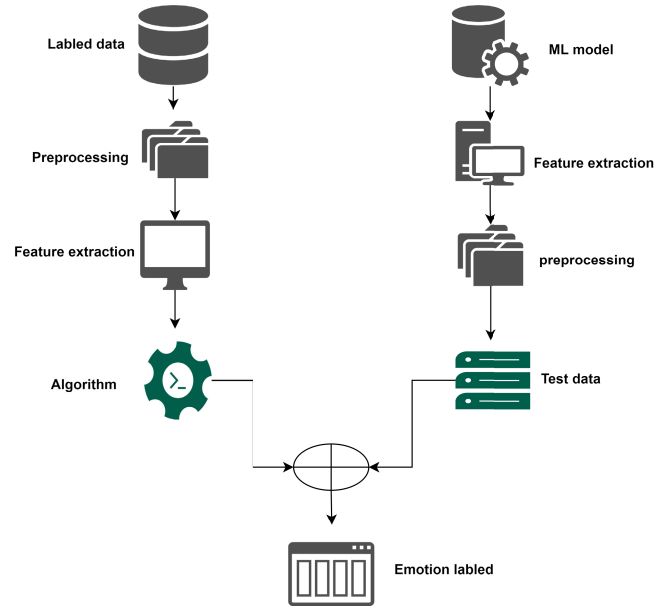 Labled data
ML model
Preprocessing
Feature extraction
Feature extraction
preprocessing
Algorithm
>_
Test data
Emotion labled